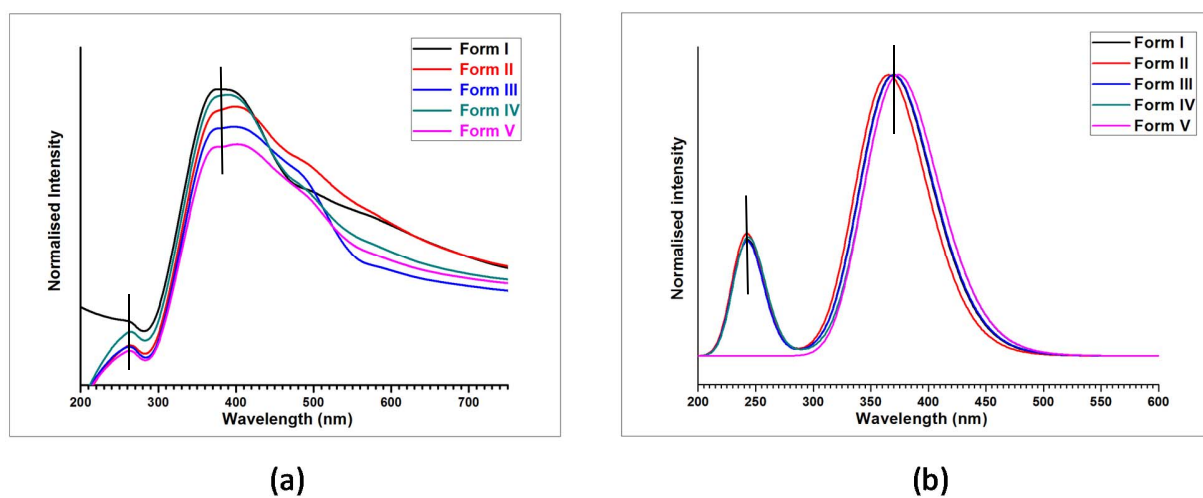 Normalised Intensity
Form I
Form II
Form III
Form IV
Form V
200 300 400 500 600 700
Wavelength (nm)
(a)
Normalised intensity
Form I
Form II
Form III
Form IV
Form V
200 250 300 350 400 450 500 550 600
Wavelength (nm)
(b)